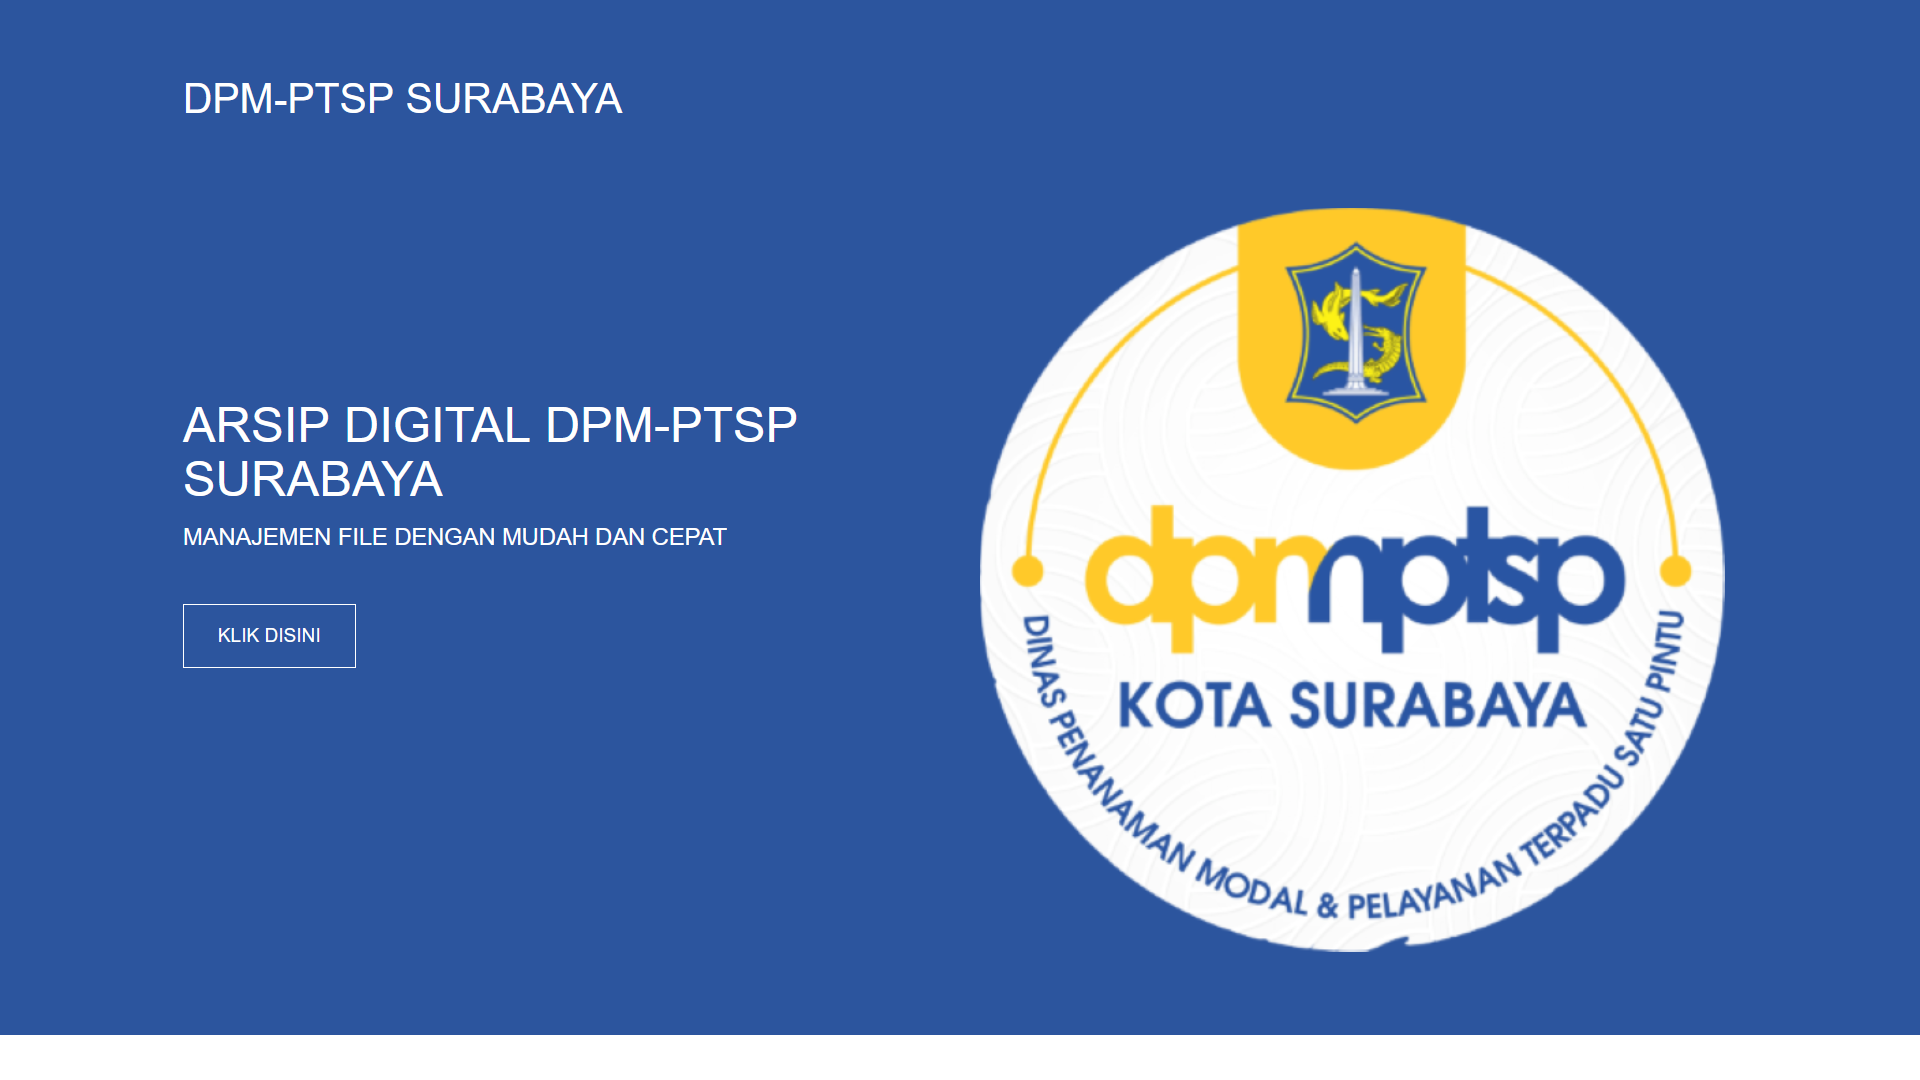 DPM-PTSP SURABAYA
ARSIP DIGITAL DPM-PTSP
SURABAYA
MANAJEMEN FILE DENGAN MUDAH DAN CEPAT
KLIK DISINI
dpmptsp
KOTA SURABAYA
DINAS PENANAMAN MODAL & PELAYANAN TERPADU SATU PINTU